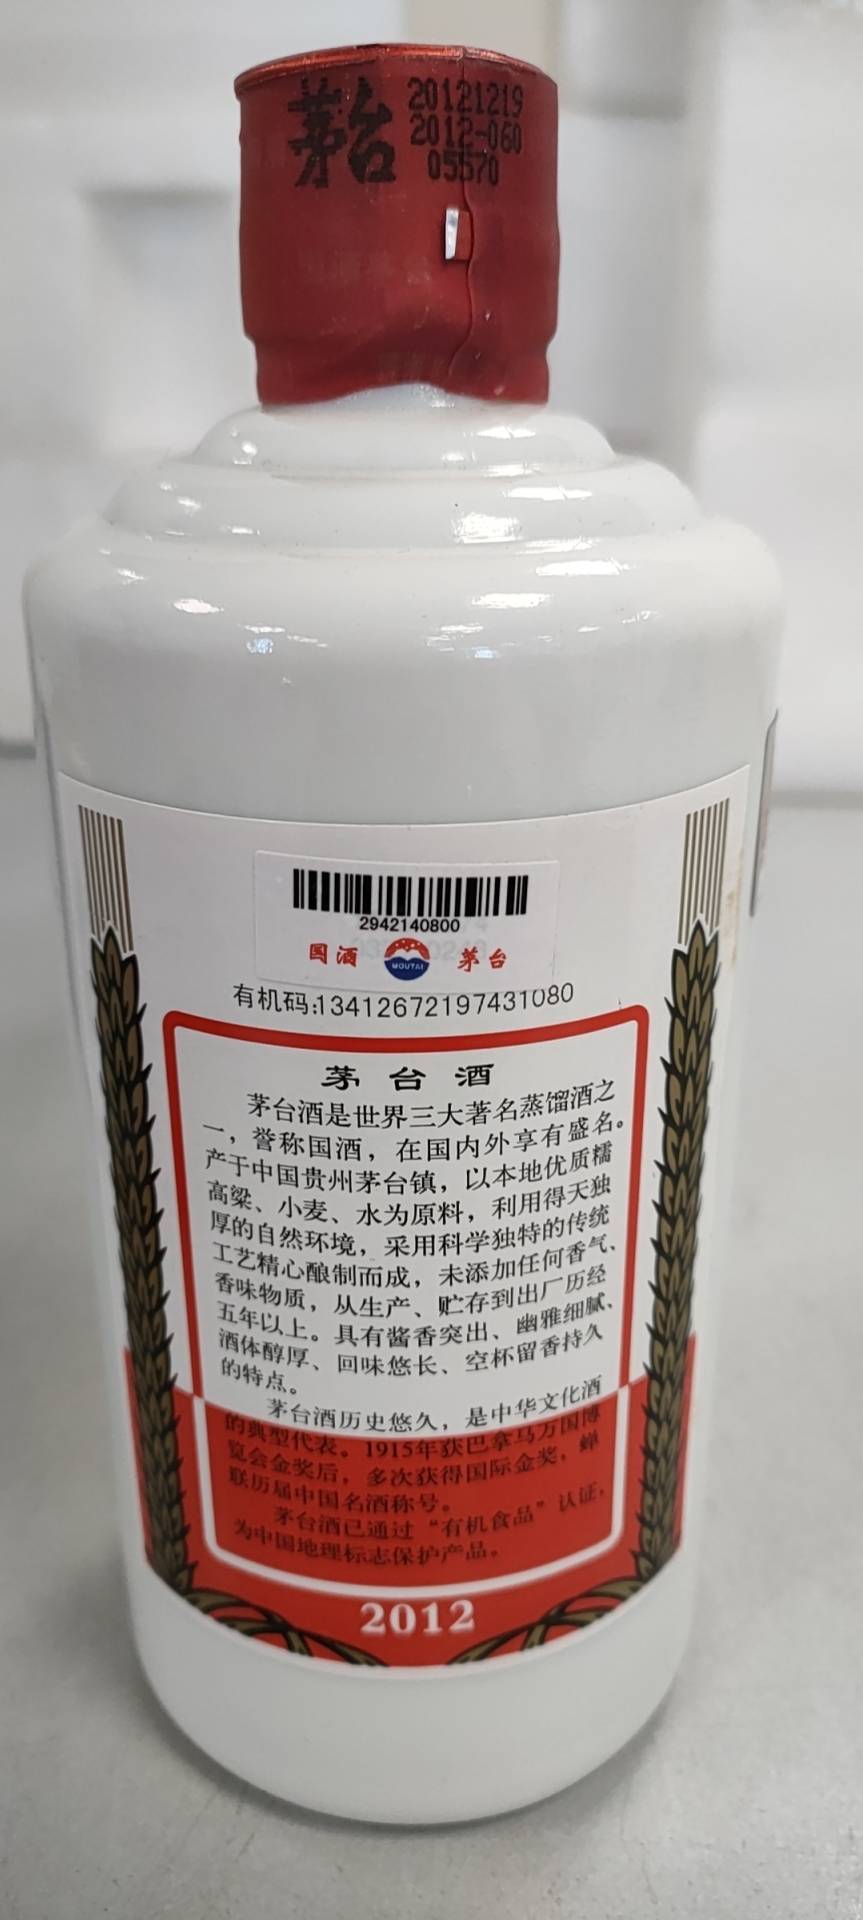 茅台
20121219
2012-060
05570
2942140800
国酒 MOUTAI 茅台
有机码:134126721974 31080
茅台酒
茅台酒是世界三大著名蒸馏酒之
一，誉称国酒，在国内外享有盛名。
产于中国贵州茅台镇，以本地优质糯
高粱、小麦、水为原料，利用得天独
厚的自然环境，采用科学独特的传统
工艺精心酿制而成，未添加任何香气、
香味物质，从生产、贮存到出厂历经
五年以上。具有酱香突出、幽雅细腻、
酒体醇厚、回味悠长、空杯留香持久
的特点。
茅台酒历史悠久，是中华文化酒
的典型代表。1915年获巴拿马万国博
览会金奖后，多次获得国际金奖，蝉
联历届中国名酒称号。
茅台酒已通过“有机食品”认证，
为中国地理标志保护产品。
2012